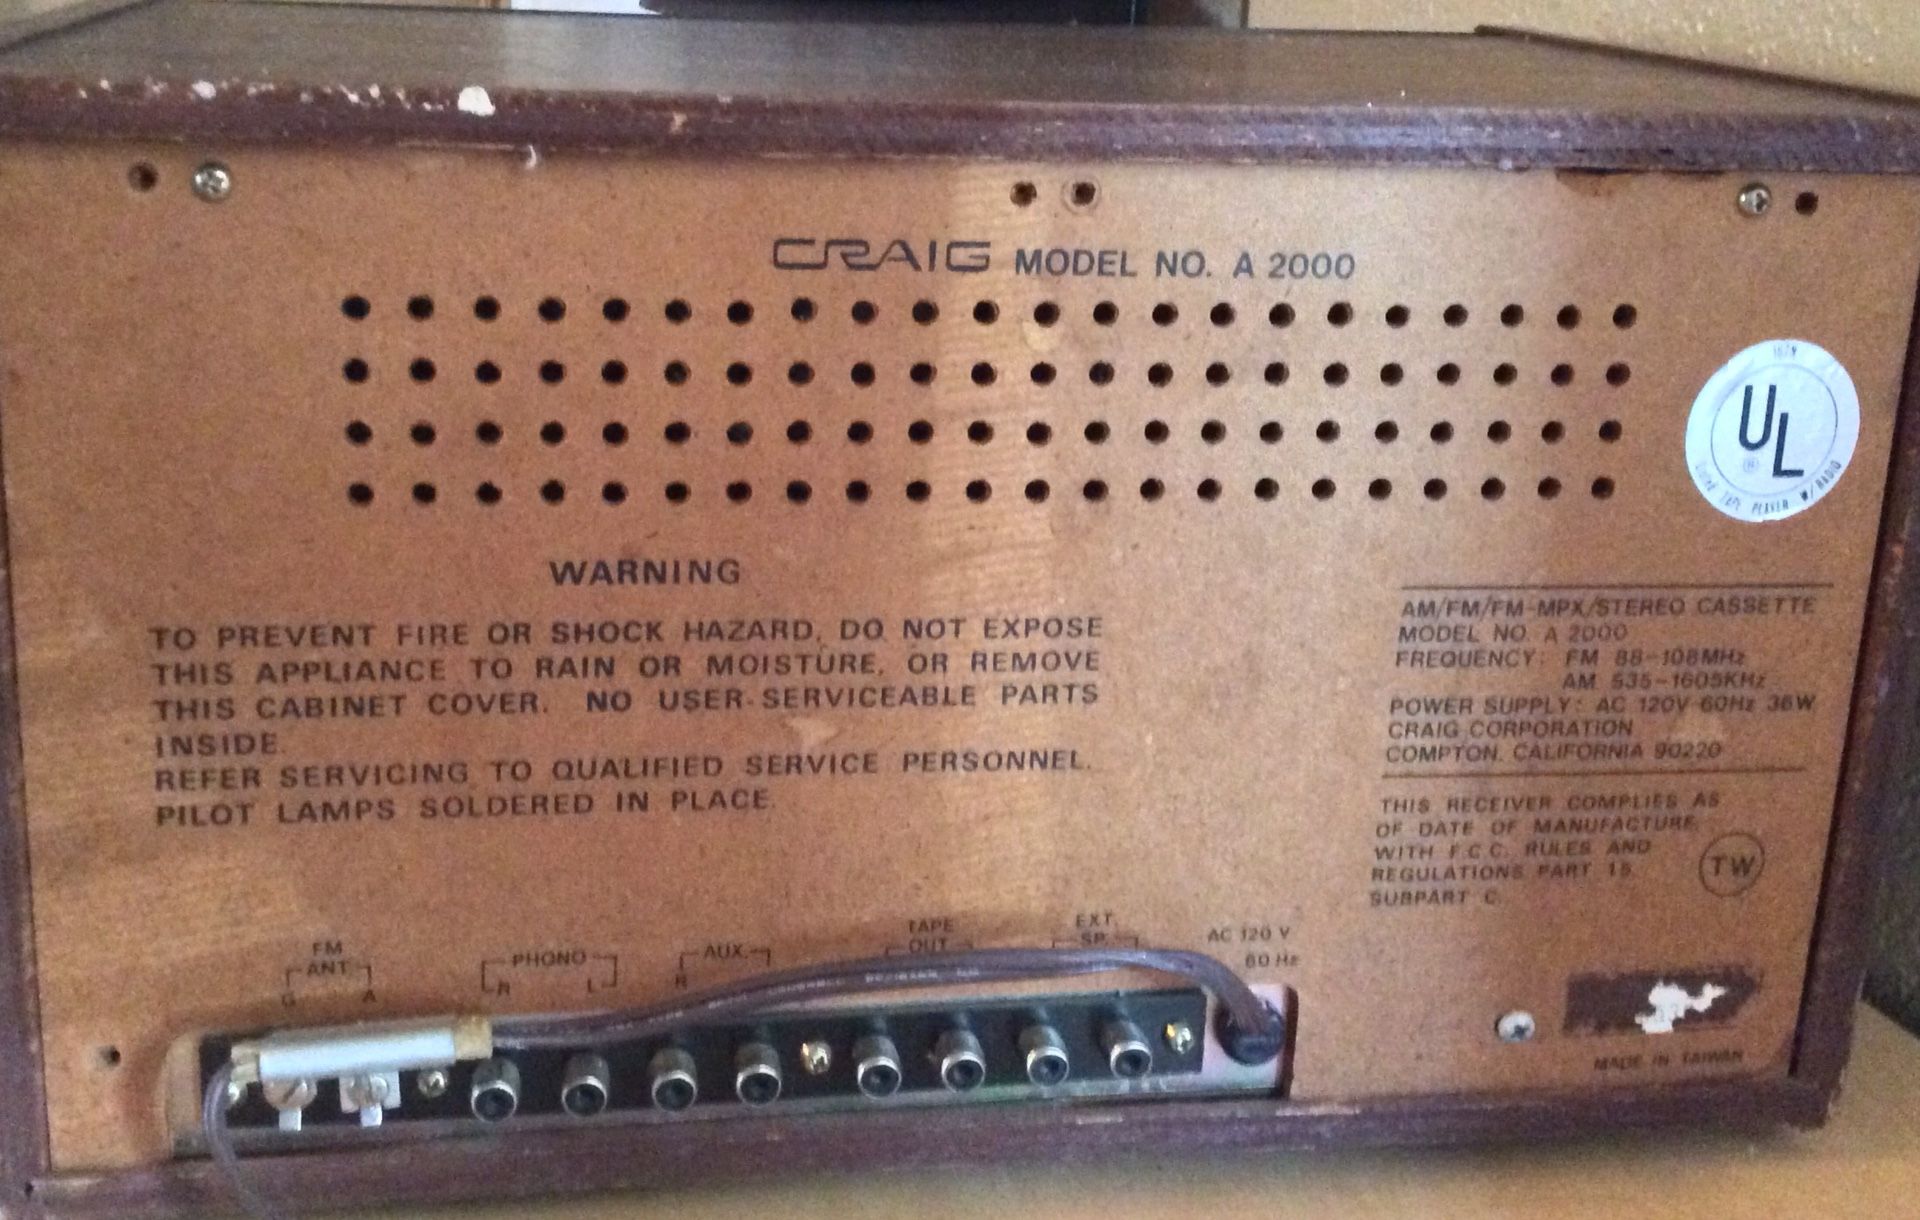 CRAIG MODEL NO. A 2000
UL
®
TAPE PLAYER W/RADIO
WARNING
TO PREVENT FIRE OR SHOCK HAZARD, DO NOT EXPOSE
THIS APPLIANCE TO RAIN OR MOISTURE, OR REMOVE
THIS CABINET COVER. NO USER-SERVICEABLE PARTS
INSIDE.
REFER SERVICING TO QUALIFIED SERVICE PERSONNEL.
PILOT LAMPS SOLDERED IN PLACE.
AM/FM/FM-MPX/STEREO CASSETTE
MODEL NO. A 2000
FREQUENCY: FM 88-108MHz
AM 535-1605KHz
POWER SUPPLY: AC 120V 60Hz 36W
CRAIG CORPORATION
COMPTON, CALIFORNIA 90220
THIS RECEIVER COMPLIES AS
OF DATE OF MANUFACTURE,
WITH F.C.C. RULES AND
REGULATIONS PART 15
SUBPART C.
TW
FM
ANT.
G A
PHONO
R L
AUX.
R
TAPE
OUT
EXT.
SP.
AC 120 V
60 Hz
MADE IN TAIWAN